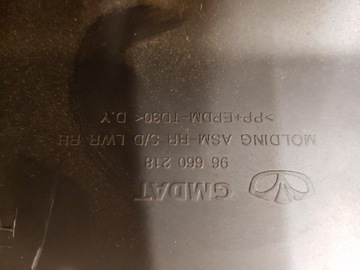 GMDAT
96 660 218
MOLDING ASM-RR S/D LWR RH
>PP+EPDM-TD30< D.Y